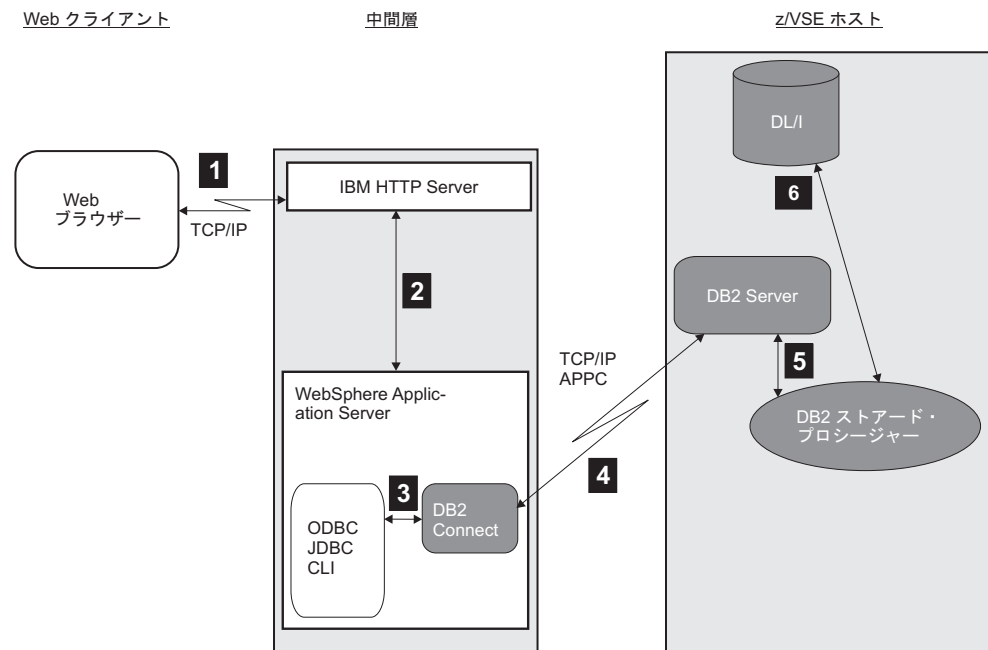 Web クライアント
中間層
z/VSE ホスト
DL/I
1
IBM HTTP Server
6
Web
ブラウザー
TCP/IP
2
DB2 Server
TCP/IP
APPC
5
WebSphere Applic-
ation Server
DB2 ストアード・
プロシージャー
4
3
DB2
Connect
ODBC
JDBC
CLI